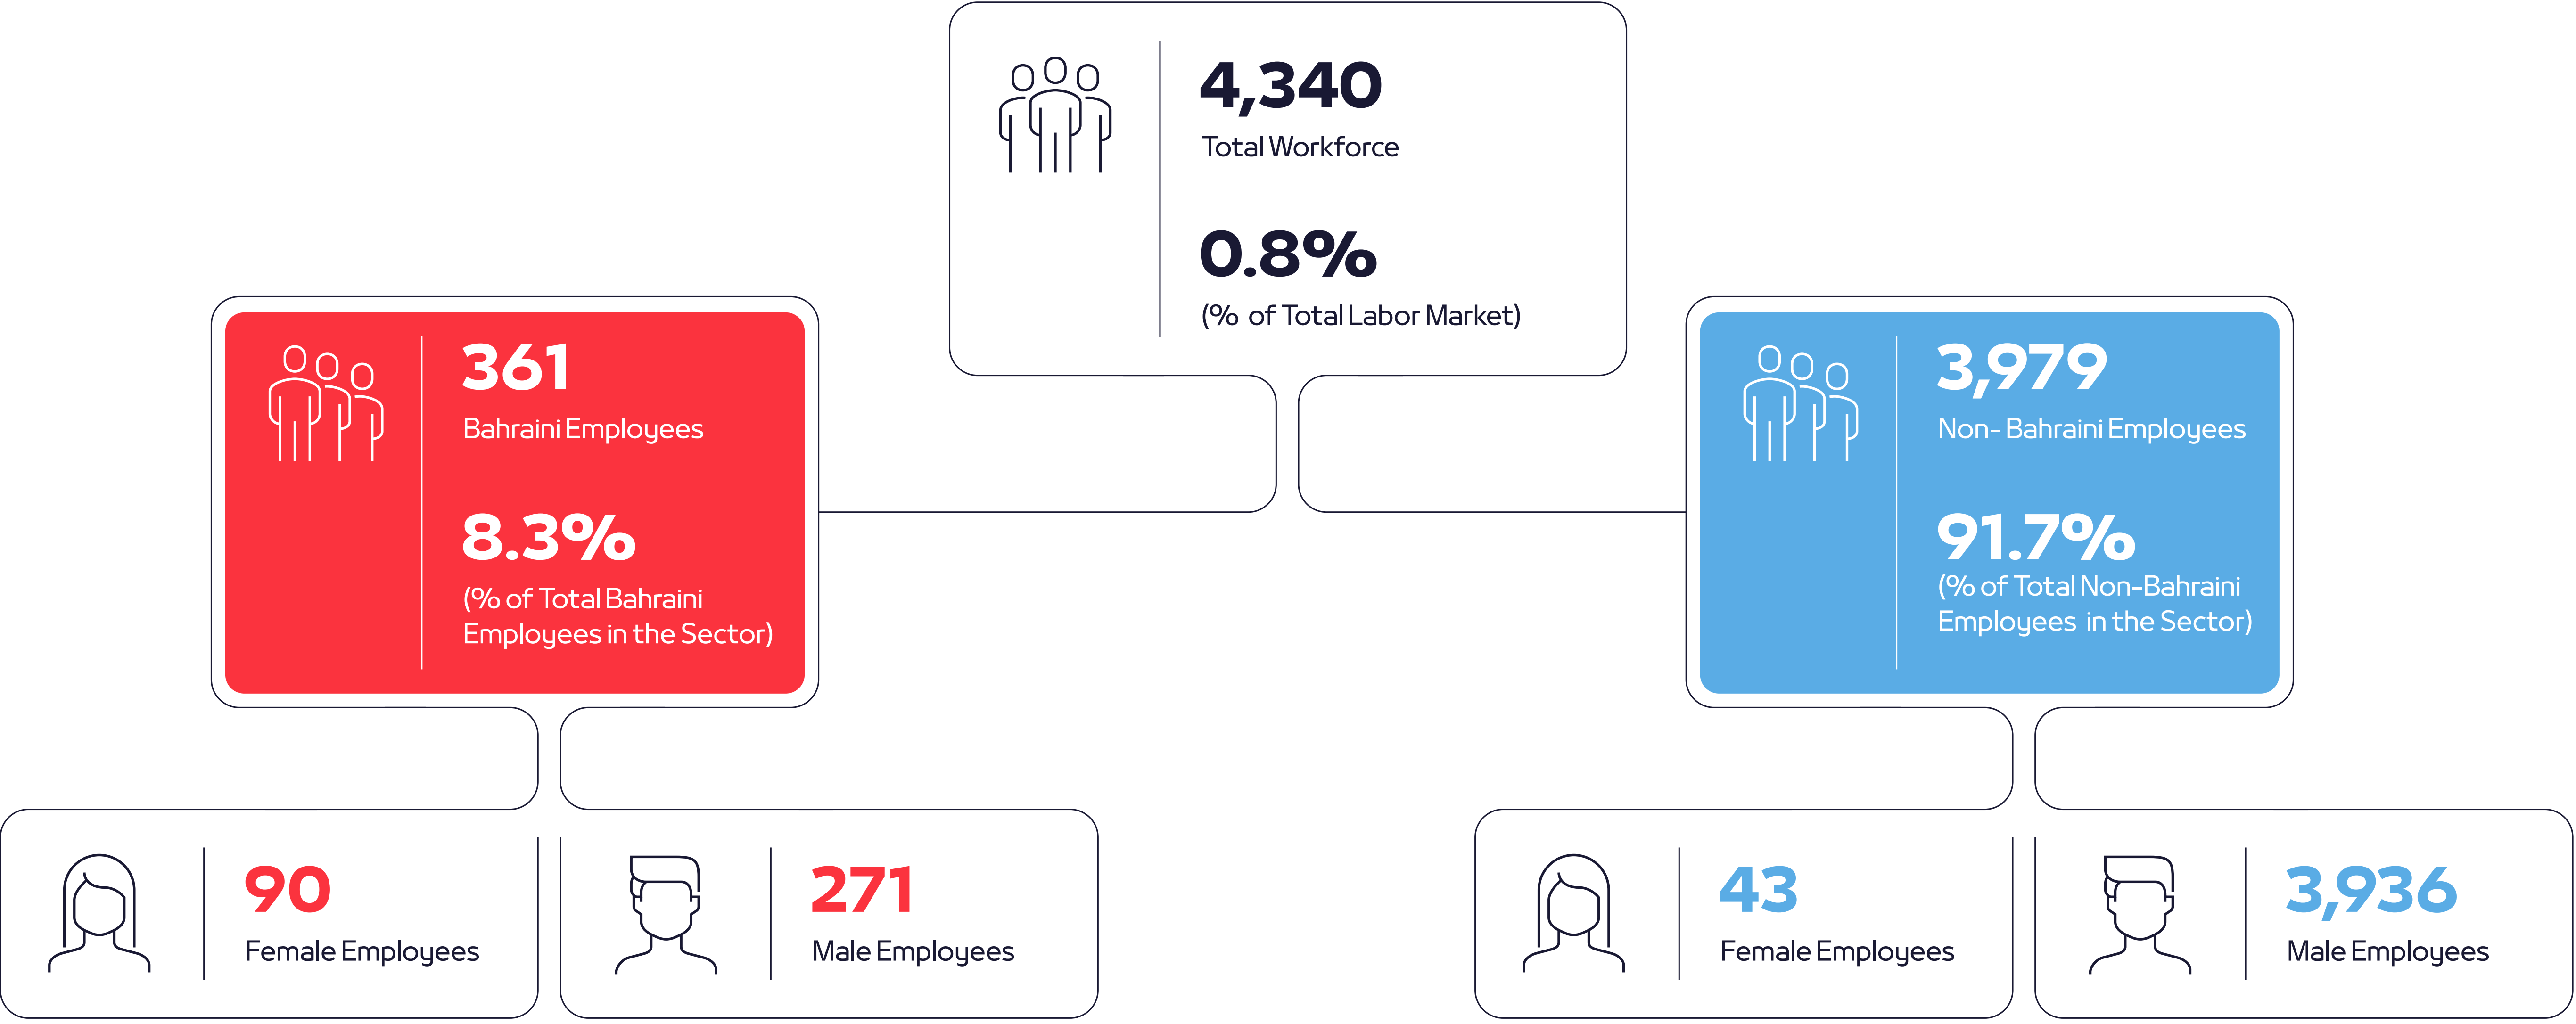 4,340
Total Workforce
0.8%
(% of Total Labor Market)
361
Bahraini Employees
8.3%
(% of Total Bahraini
Employees in the Sector)
3,979
Non- Bahraini Employees
91.7%
(% of Total Non-Bahraini
Employees in the Sector)
90
Female Employees
271
Male Employees
43
Female Employees
3,936
Male Employees